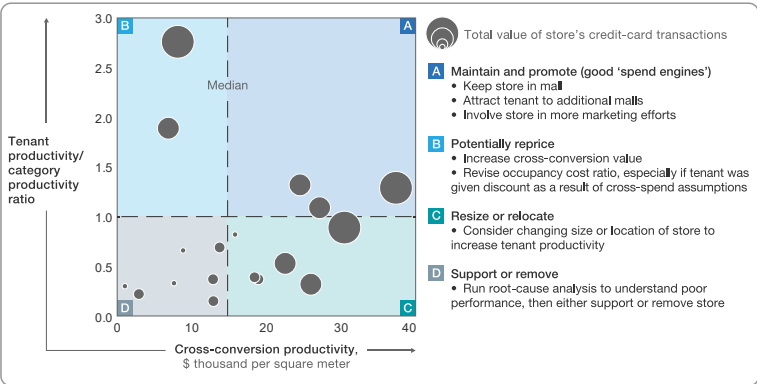 Tenant
productivity/
category
productivity
ratio
3.0
2.5
2.0
1.5
1.0
0.5
0.0
B
A
Median
D
C
0
10
20
30
40
Cross-conversion productivity,
$ thousand per square meter
Total value of store's credit-card transactions
A Maintain and promote (good ‘spend engines’)
• Keep store in mall
• Attract tenant to additional malls
• Involve store in more marketing efforts
B Potentially reprice
• Increase cross-conversion value
• Revise occupancy cost ratio, especially if tenant was
given discount as a result of cross-spend assumptions
C Resize or relocate
• Consider changing size or location of store to
increase tenant productivity
D Support or remove
• Run root-cause analysis to understand poor
performance, then either support or remove store